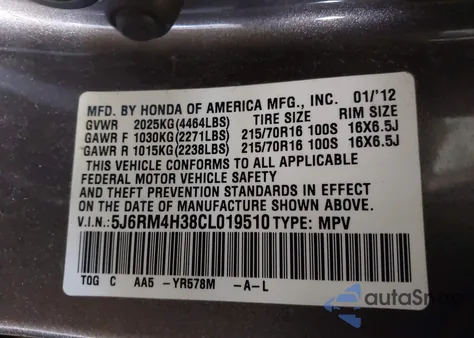 MFD. BY HONDA OF AMERICA MFG., INC. 01/'12
GVWR 2025KG(4464LBS) TIRE SIZE RIM SIZE
GAWR F 1030KG(2271LBS) 215/70R16 100S 16X6.5J
GAWR R 1015KG(2238LBS) 215/70R16 100S 16X6.5J
THIS VEHICLE CONFORMS TO ALL APPLICABLE
FEDERAL MOTOR VEHICLE SAFETY
AND THEFT PREVENTION STANDARDS IN EFFECT
ON THE DATE OF MANUFACTURE SHOWN ABOVE.
V.I.N.:5J6RM4H38CL019510 TYPE: MPV
TOG C AA5 -YR578M -A-L